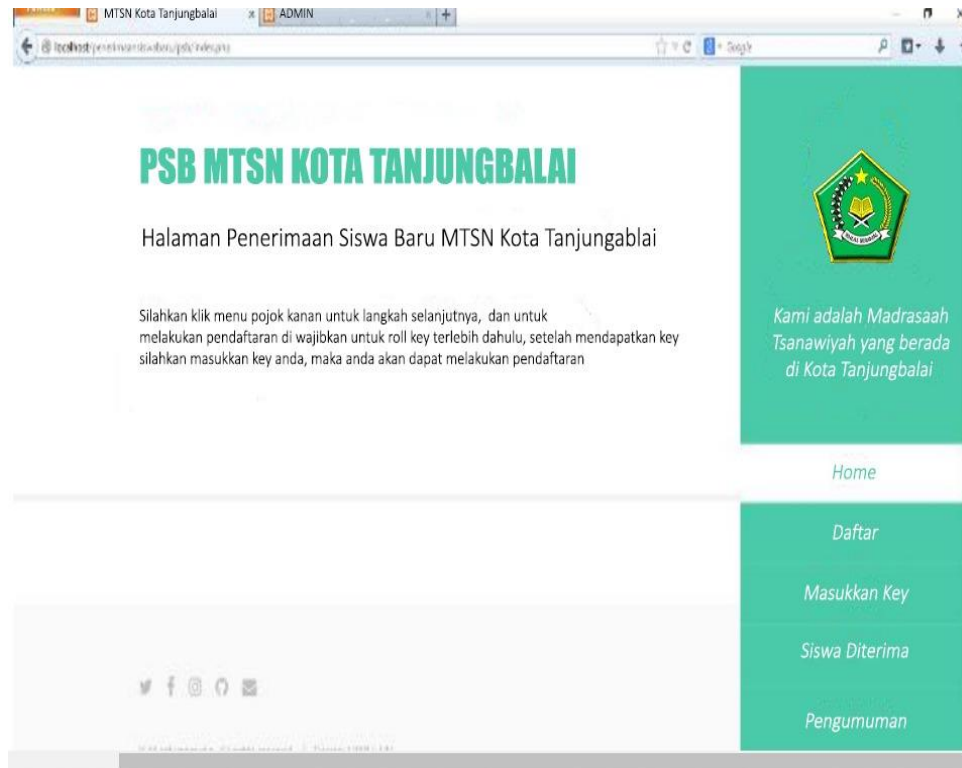 MTSN Kota Tanjungbalai x ADMIN x +
localhost/
Google
PSB MTSN KOTA TANJUNGBALAI
Halaman Penerimaan Siswa Baru MTSN Kota Tanjungablai
Silahkan klik menu pojok kanan untuk langkah selanjutnya, dan untuk
melakukan pendaftaran di wajibkan untuk roll key terlebih dahulu, setelah mendapatkan key
silahkan masukkan key anda, maka anda akan dapat melakukan pendaftaran
Kami adalah Madrasaah
Tsanawiyah yang berada
di Kota Tanjungbalai
Home
Daftar
Masukkan Key
Siswa Diterima
Pengumuman